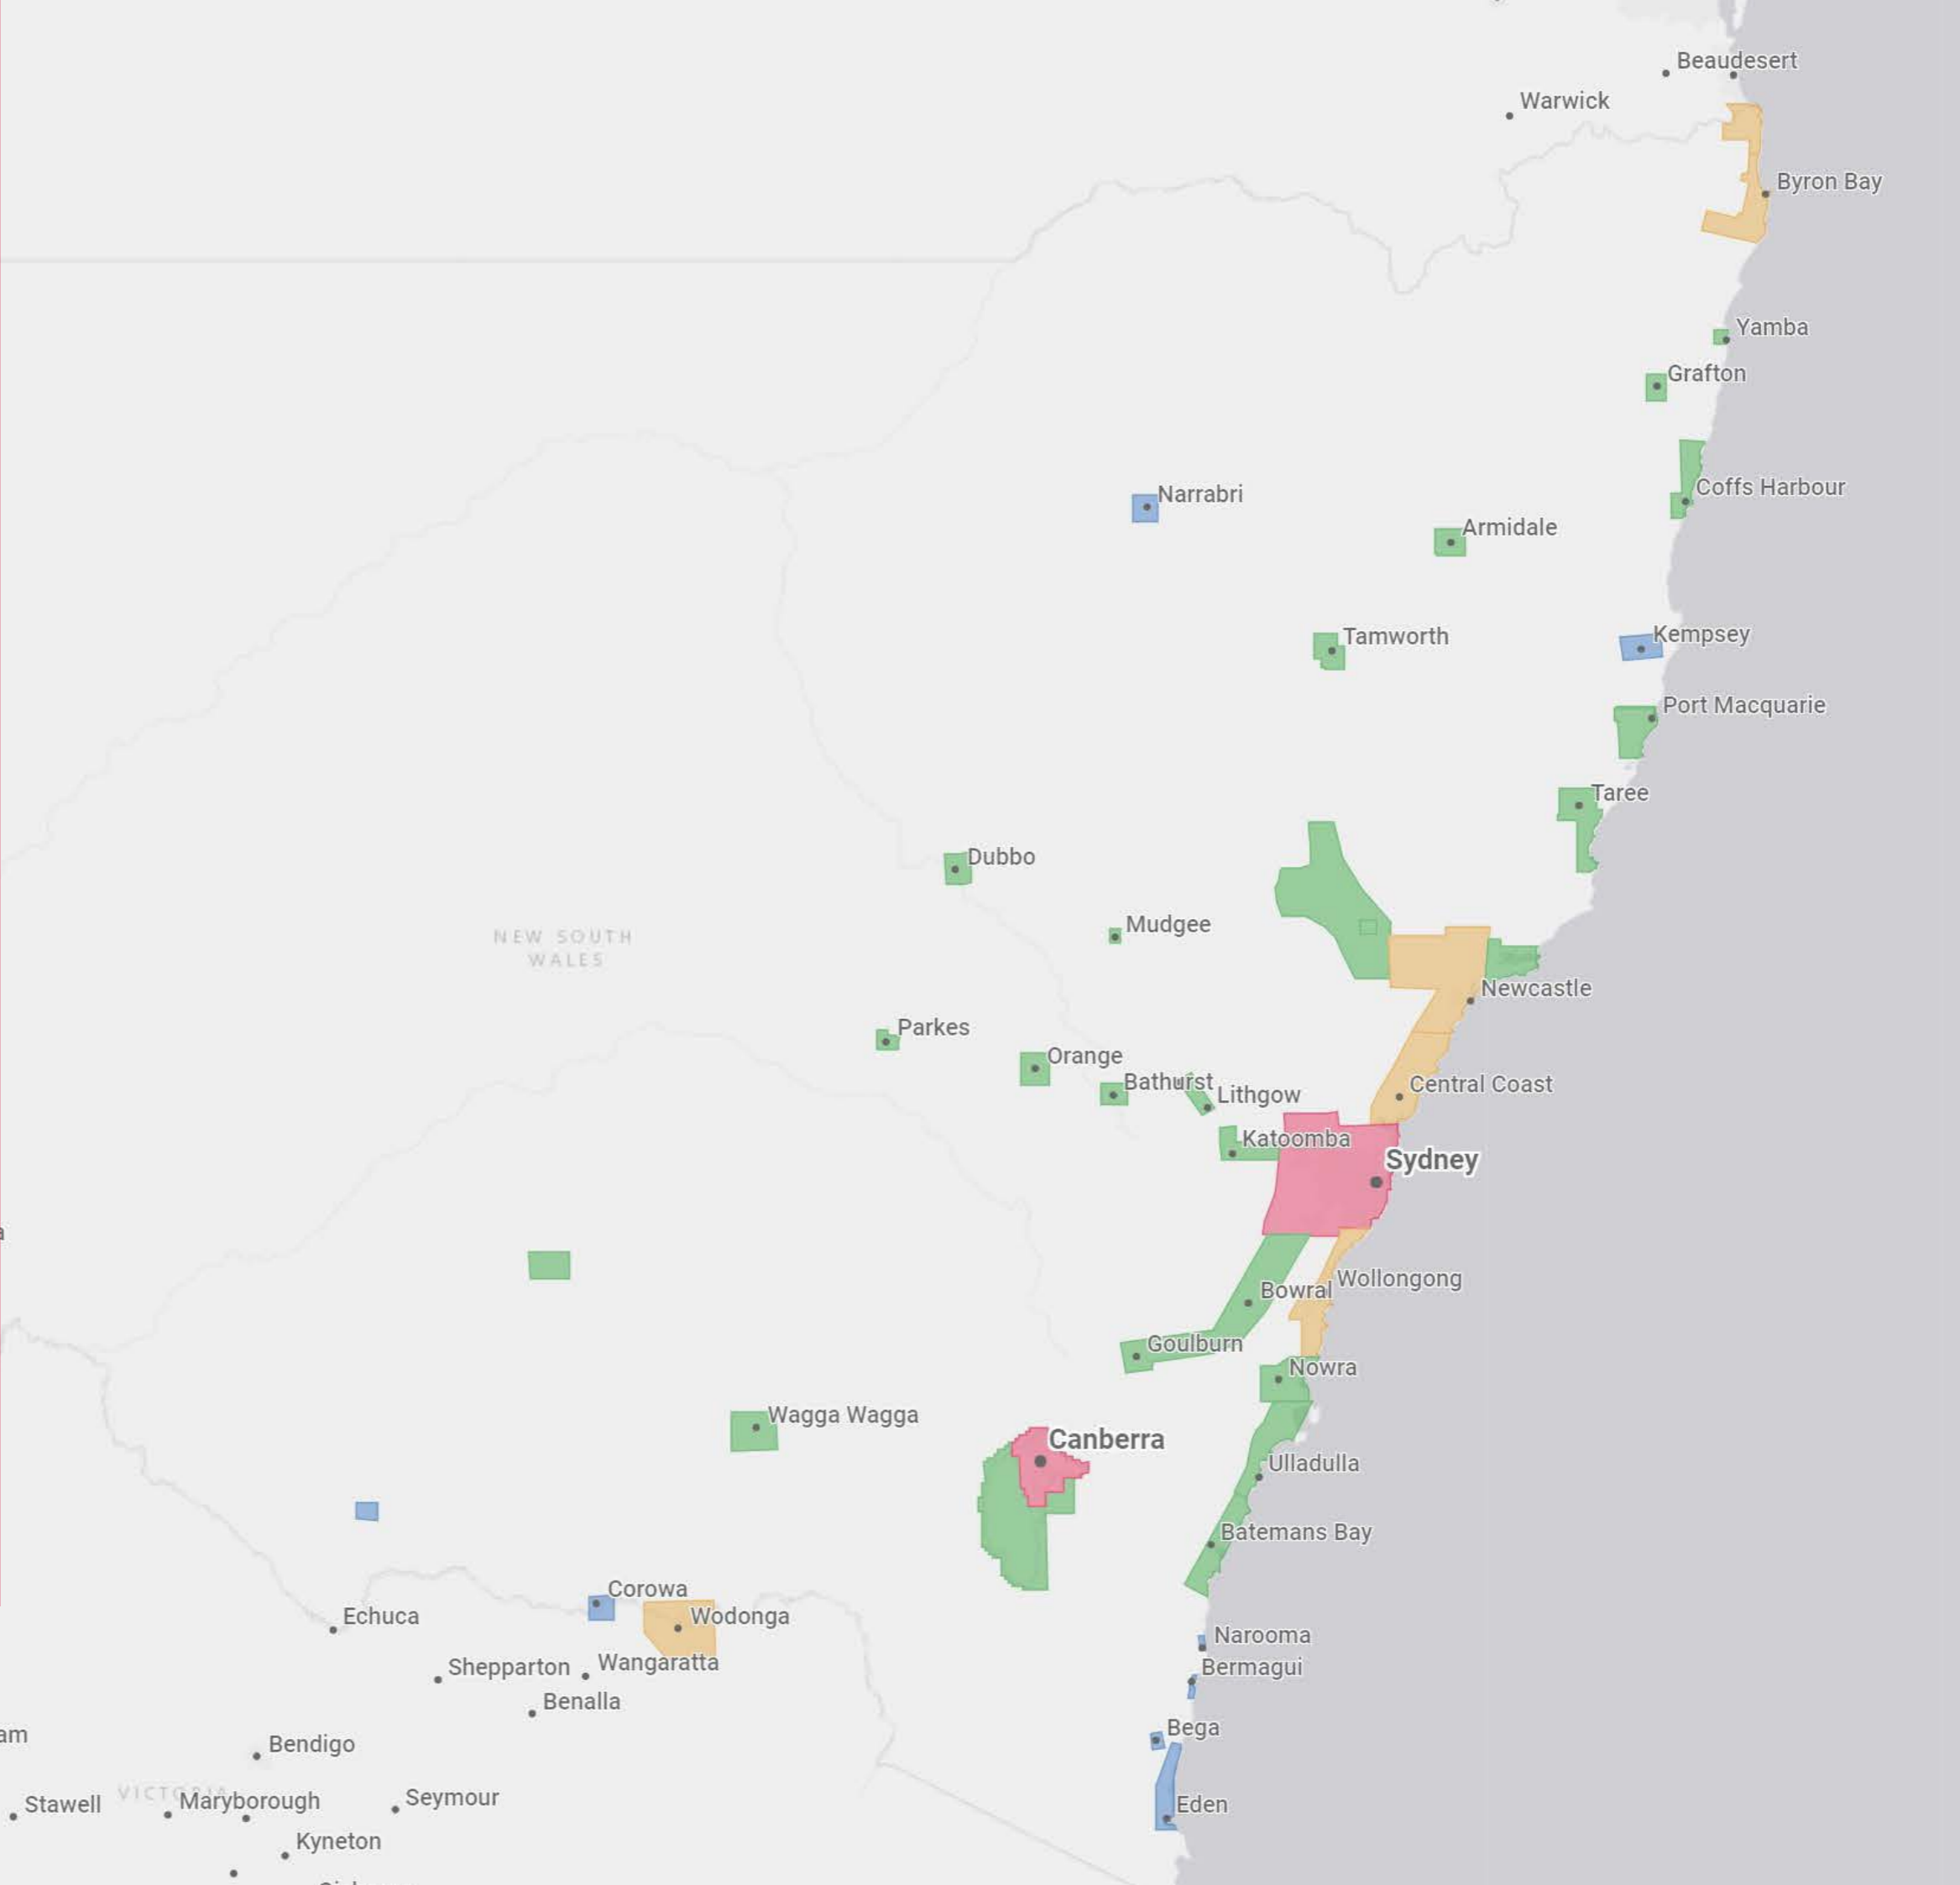 Beaudesert
Warwick
Byron Bay
Yamba
Grafton
Coffs Harbour
Narrabri
Armidale
Kempsey
Tamworth
Port Macquarie
Taree
Dubbo
Mudgee
NEW SOUTH
WALES
Newcastle
Parkes
Orange
Bathurst
Central Coast
Lithgow
Katoomba
Sydney
Wollongong
Bowral
Goulburn
Nowra
Wagga Wagga
Canberra
Ulladulla
Batemans Bay
Corowa
Echuca
Wodonga
Narooma
Shepparton
Wangaratta
Bermagui
Benalla
Bega
am
Bendigo
VICTORIA
Seymour
Maryborough
Stawell
Eden
Kyneton